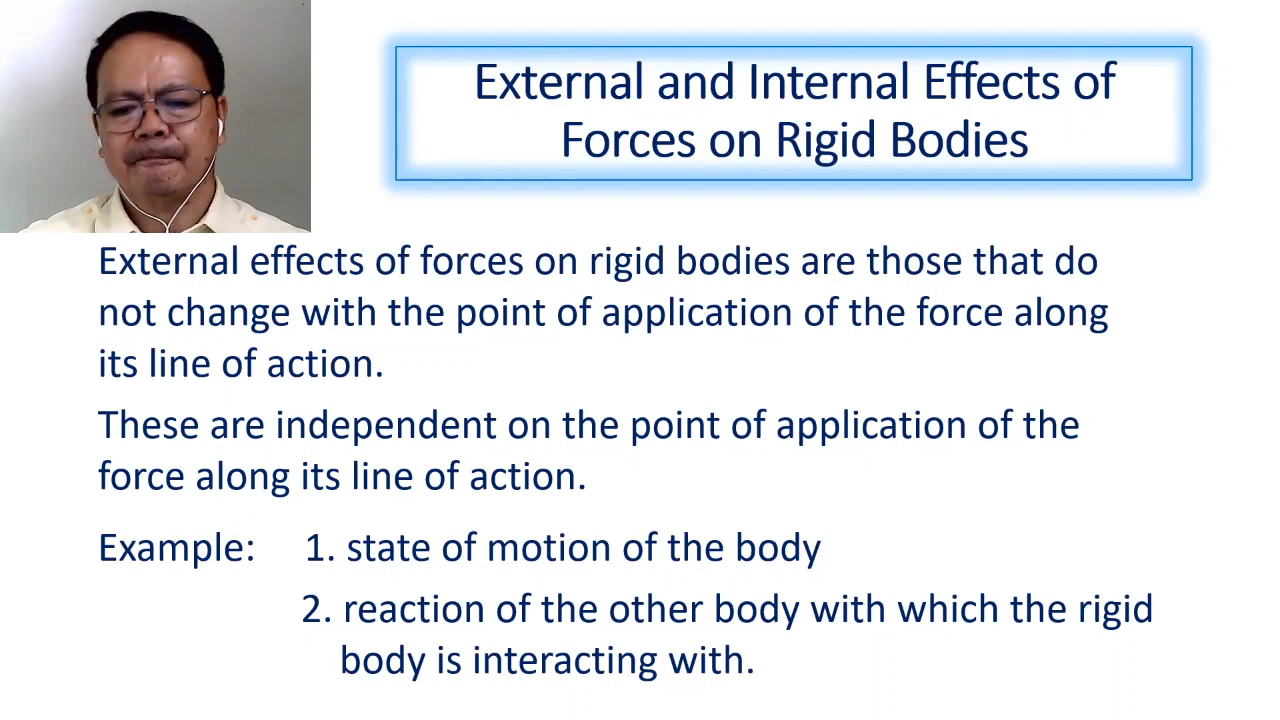 External and Internal Effects of
Forces on Rigid Bodies
External effects of forces on rigid bodies are those that do
not change with the point of application of the force along
its line of action.
These are independent on the point of application of the
force along its line of action.
Example: 1. state of motion of the body
2. reaction of the other body with which the rigid
body is interacting with.